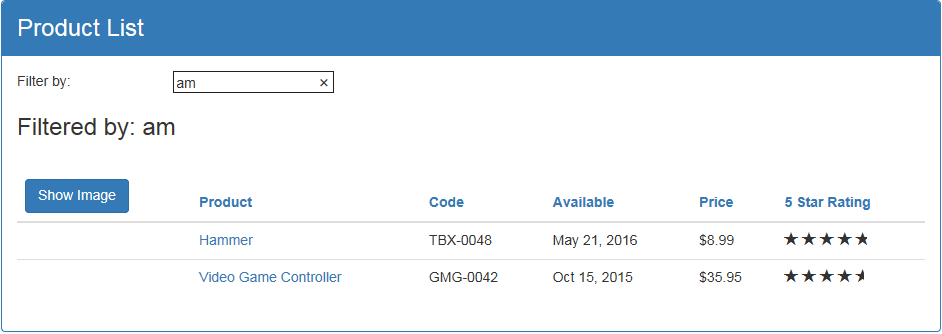 Product List
Filter by: am ×
Filtered by: am
Show Image Product Code Available Price 5 Star Rating
Hammer TBX-0048 May 21, 2016 $8.99
Video Game Controller GMG-0042 Oct 15, 2015 $35.95